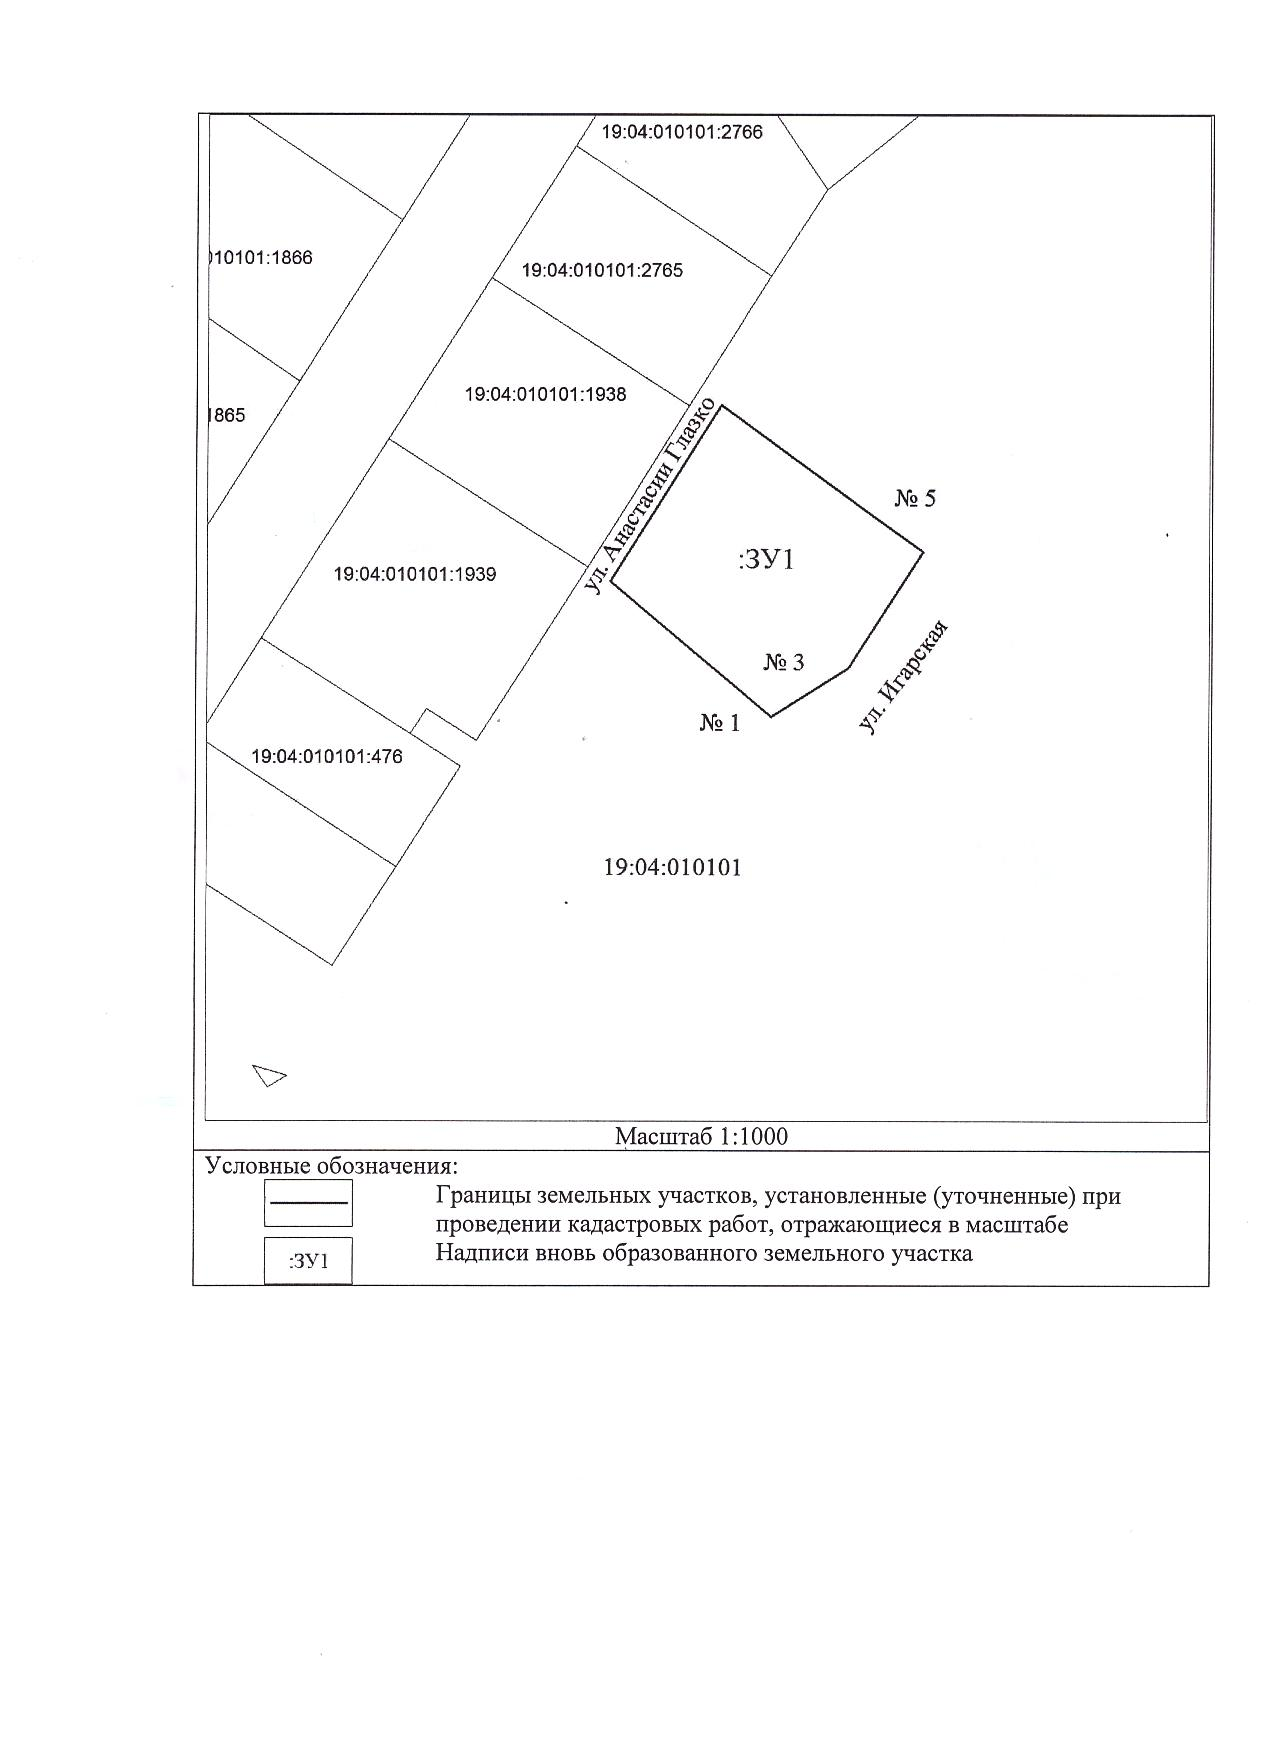 19:04:010101:2766
10101:1866
19:04:010101:2765
19:04:010101:1938
865
ул. Анастасии Глазко
№ 5
:ЗУ1
19:04:010101:1939
№ 3
ул. Игарская
№ 1
19:04:010101:476
19:04:010101
Масштаб 1:1000
Условные обозначения:
Границы земельных участков, установленные (уточненные) при
проведении кадастровых работ, отражающиеся в масштабе
:ЗУ1
Надписи вновь образованного земельного участка